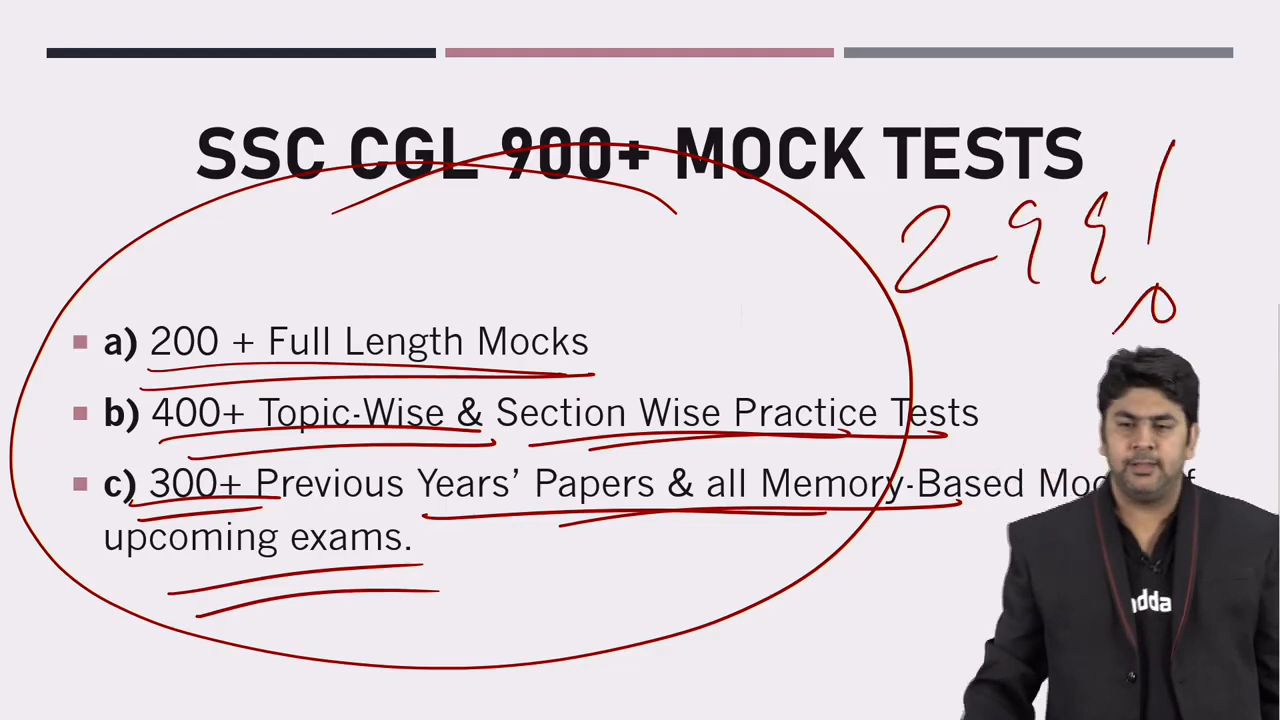 SSC CGL 900+ MOCK TESTS
299
a) 200 + Full Length Mocks
b) 400+ Topic-Wise & Section Wise Practice Tests
c) 300+ Previous Years’ Papers & all Memory-Based
upcoming exams.
dda